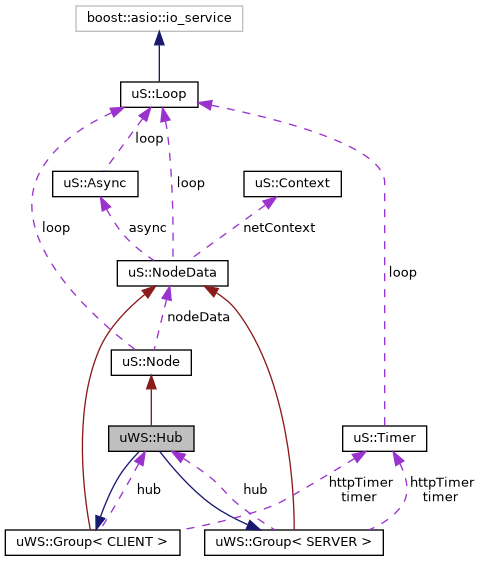 boost::asio::io_service
uS::Loop
loop
uS::Async
loop
uS::Context
loop
async
netContext
loop
uS::NodeData
nodeData
uS::Node
uWS::Hub
uS::Timer
hub
hub
httpTimer
timer
httpTimer
timer
uWS::Group< CLIENT >
uWS::Group< SERVER >